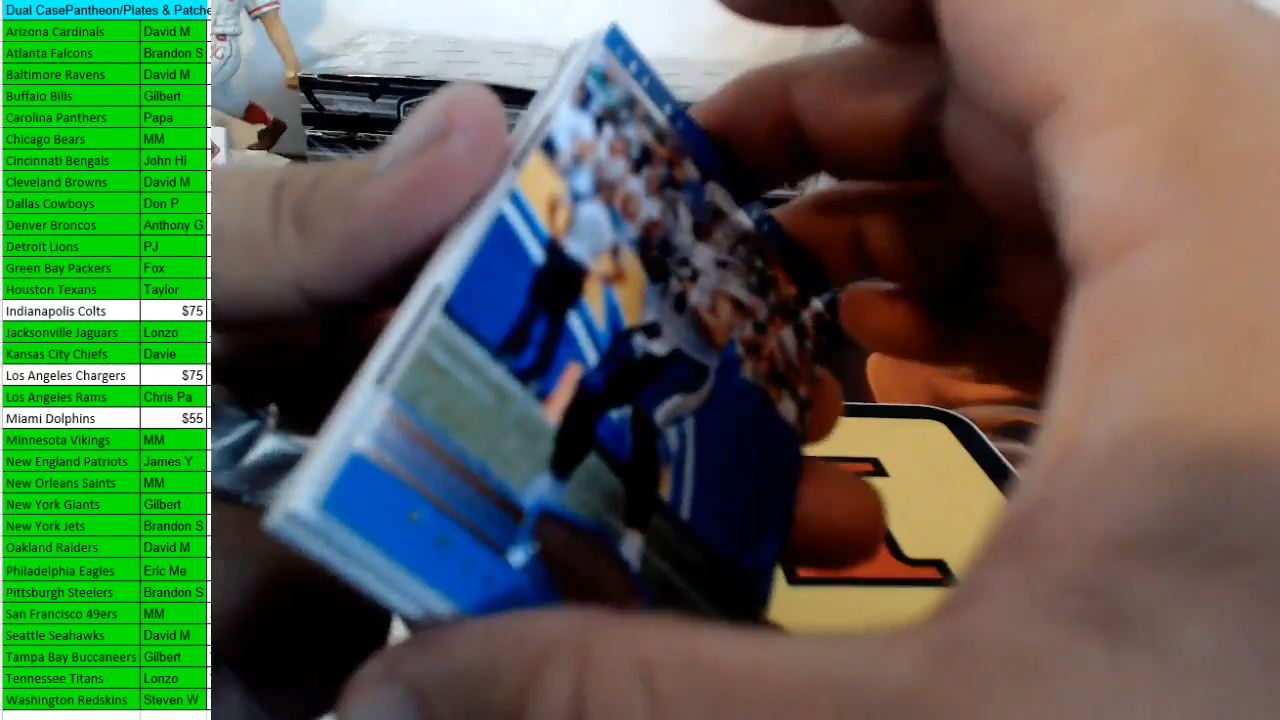 Dual CasePantheon/Plates & Patche
Arizona Cardinals David M
Atlanta Falcons Brandon S
Baltimore Ravens David M
Buffalo Bills Gilbert
Carolina Panthers Papa
Chicago Bears MM
Cincinnati Bengals John Hi
Cleveland Browns David M
Dallas Cowboys Don P
Denver Broncos Anthony G
Detroit Lions PJ
Green Bay Packers Fox
Houston Texans Taylor
Indianapolis Colts $75
Jacksonville Jaguars Lonzo
Kansas City Chiefs Davie
Los Angeles Chargers $75
Los Angeles Rams Chris Pa
Miami Dolphins $55
Minnesota Vikings MM
New England Patriots James Y
New Orleans Saints MM
New York Giants Gilbert
New York Jets Brandon S
Oakland Raiders David M
Philadelphia Eagles Eric Me
Pittsburgh Steelers Brandon S
San Francisco 49ers MM
Seattle Seahawks David M
Tampa Bay Buccaneers Gilbert
Tennessee Titans Lonzo
Washington Redskins Steven W